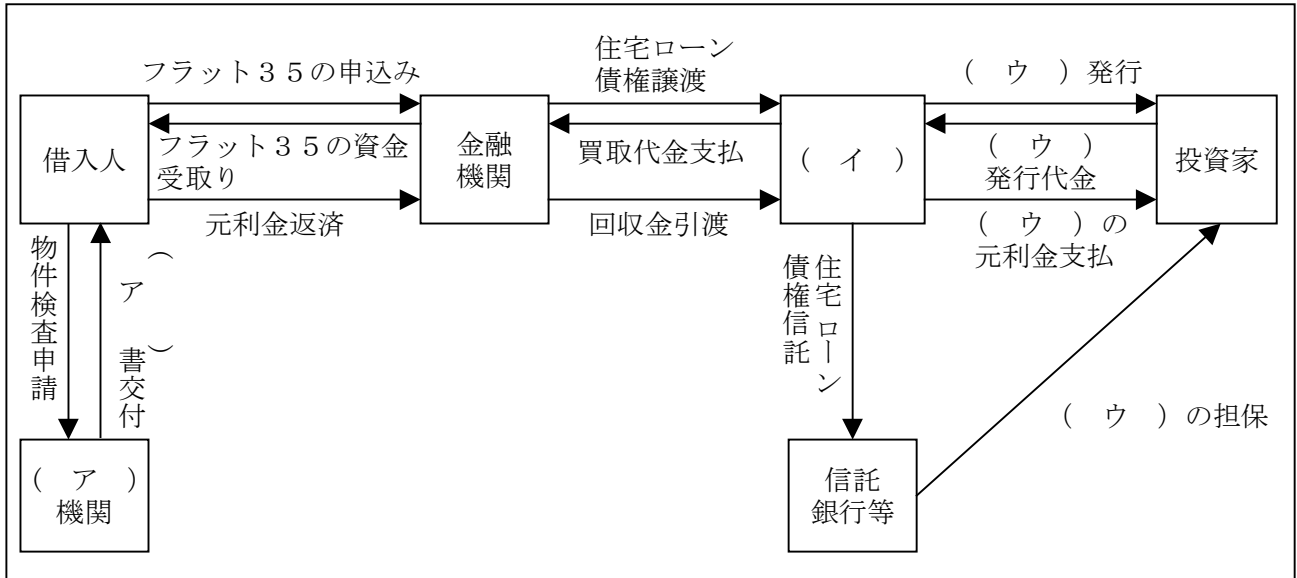 フラット３５の申込み
住宅ローン
債権譲渡
（　ウ　）発行
借入人
フラット３５の資金
受取り
金融
機関
買取代金支払
（　イ　）
（　ウ　）
発行代金
投資家
元利金返済
回収金引渡
（　ウ　）の
元利金支払
物件検査申請
（　ア　）
書交付
住宅ローン
債権信託
（　ウ　）の担保
（　ア　）
機関
信託
銀行等